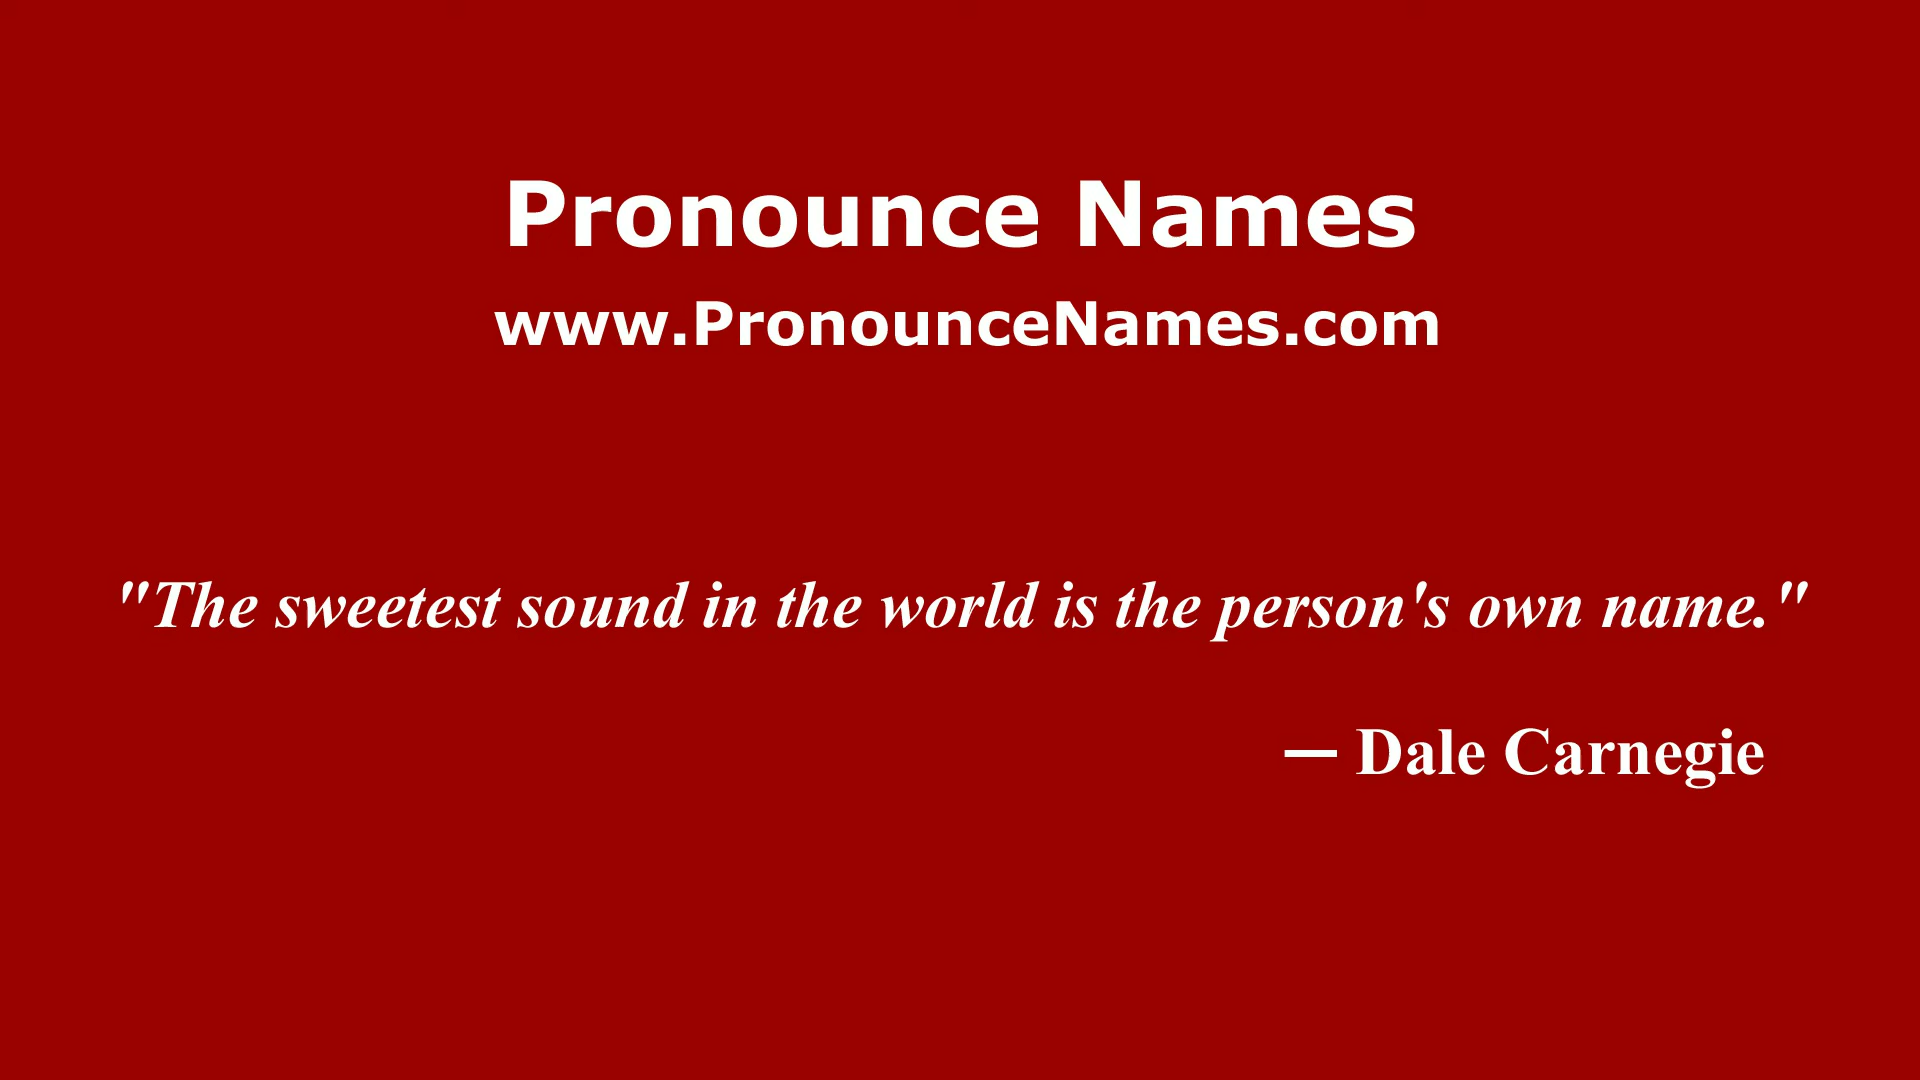 Pronounce Names
www.PronounceNames.com
"The sweetest sound in the world is the person's own name."
— Dale Carnegie